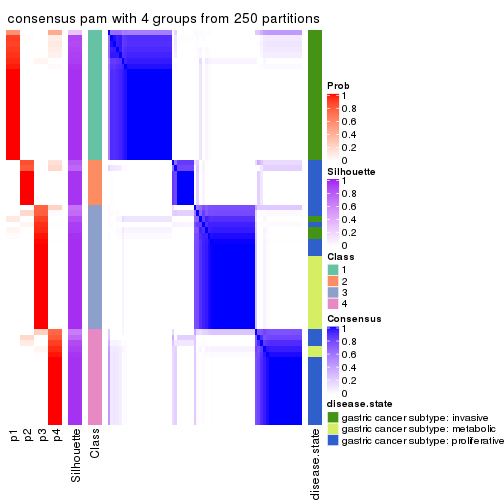 consensus pam with 4 groups from 250 partitions
Prob
1
0.8
0.6
0.4
0.2
0
Silhouette
1
0.8
0.6
0.4
0.2
0
Class
1
2
3
4
Consensus
1
0.8
0.6
0.4
0.2
0
disease.state
gastric cancer subtype: invasive
gastric cancer subtype: metabolic
gastric cancer subtype: proliferative
p1
p2
p3
p4
Silhouette
Class
disease.state